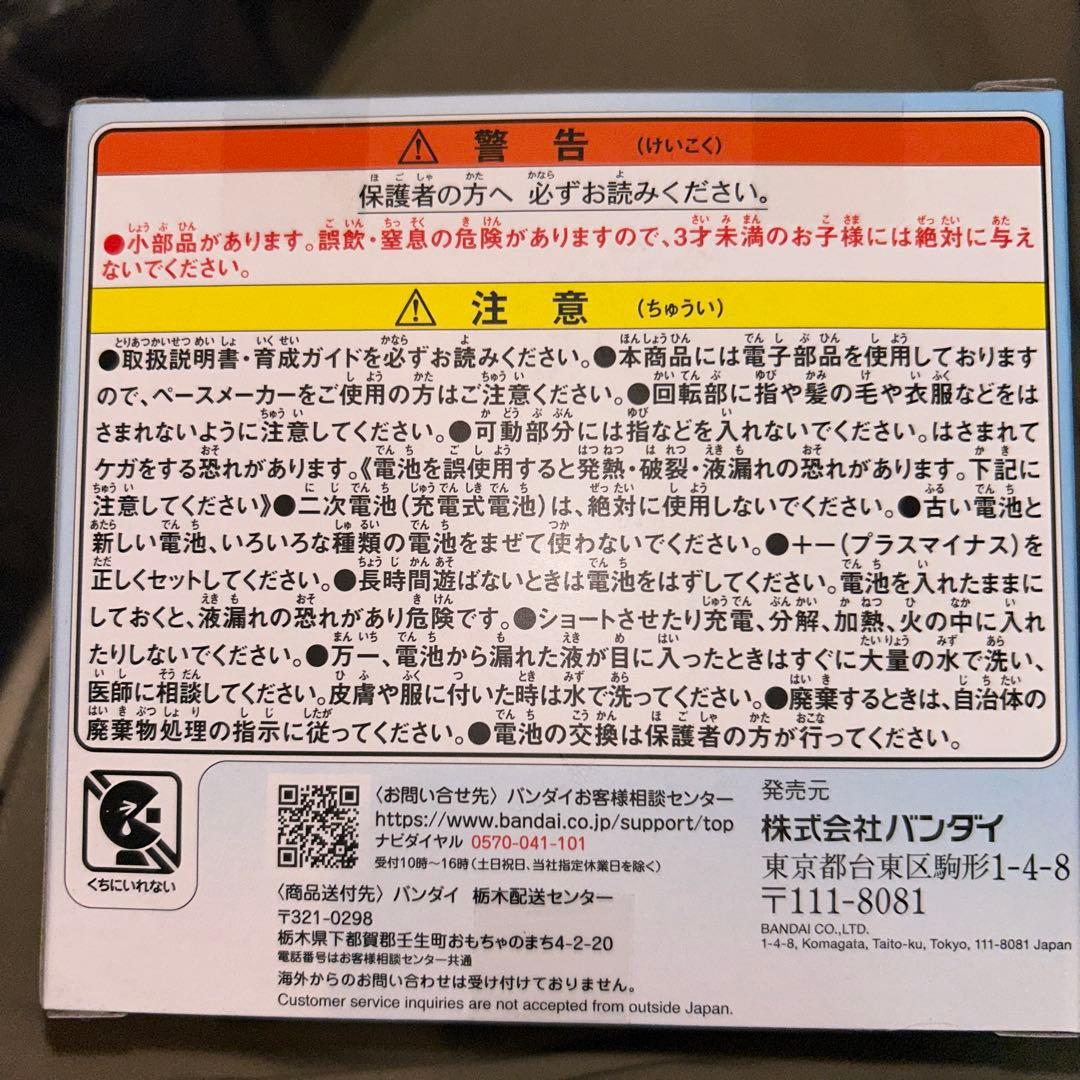 警告 (けいこく)
保護者の方へ 必ずお読みください。
●小部品があります。誤飲・窒息の危険がありますので、3才未満のお子様には絶対に与え
ないでください。
注意 (ちゅうい)
●取扱説明書・育成ガイドを必ずお読みください。●本商品には電子部品を使用しております
ので、ペースメーカーをご使用の方はご注意ください。●回転部に指や髪の毛や衣服などをは
さまれないように注意してください。●可動部分には指などを入れないでください。はさまれて
ケガをする恐れがあります。《電池を誤使用すると発熱・破裂・液漏れの恐れがあります。下記に
注意してください》●二次電池(充電式電池)は、絶対に使用しないでください。●古い電池と
新しい電池、いろいろな種類の電池をまぜて使わないでください。●+−(プラスマイナス)を
正しくセットしてください。●長時間遊ばないときは電池をはずしてください。電池を入れたままに
しておくと、液漏れの恐れがあり危険です。●ショートさせたり充電、分解、加熱、火の中に入れ
たりしないでください。●万一、電池から漏れた液が目に入ったときはすぐに大量の水で洗い、
医師に相談してください。皮膚や服に付いた時は水で洗ってください。●廃棄するときは、自治体の
廃棄物処理の指示に従ってください。●電池の交換は保護者の方が行ってください。
くちにいれない
〈お問い合せ先〉バンダイお客様相談センター
https://www.bandai.co.jp/support/top
ナビダイヤル 0570-041-101
受付10時〜16時(土日祝日、当社指定休業日を除く)
〈商品送付先〉バンダイ 栃木配送センター
〒321-0298
栃木県下都賀郡壬生町おもちゃのまち4-2-20
電話番号はお客様相談センター共通
海外からのお問い合わせは受け付けておりません。
Customer service inquiries are not accepted from outside Japan.
発売元
株式会社バンダイ
東京都台東区駒形1-4-8
〒111-8081
BANDAI CO.,LTD.
1-4-8, Komagata, Taito-ku, Tokyo, 111-8081 Japan